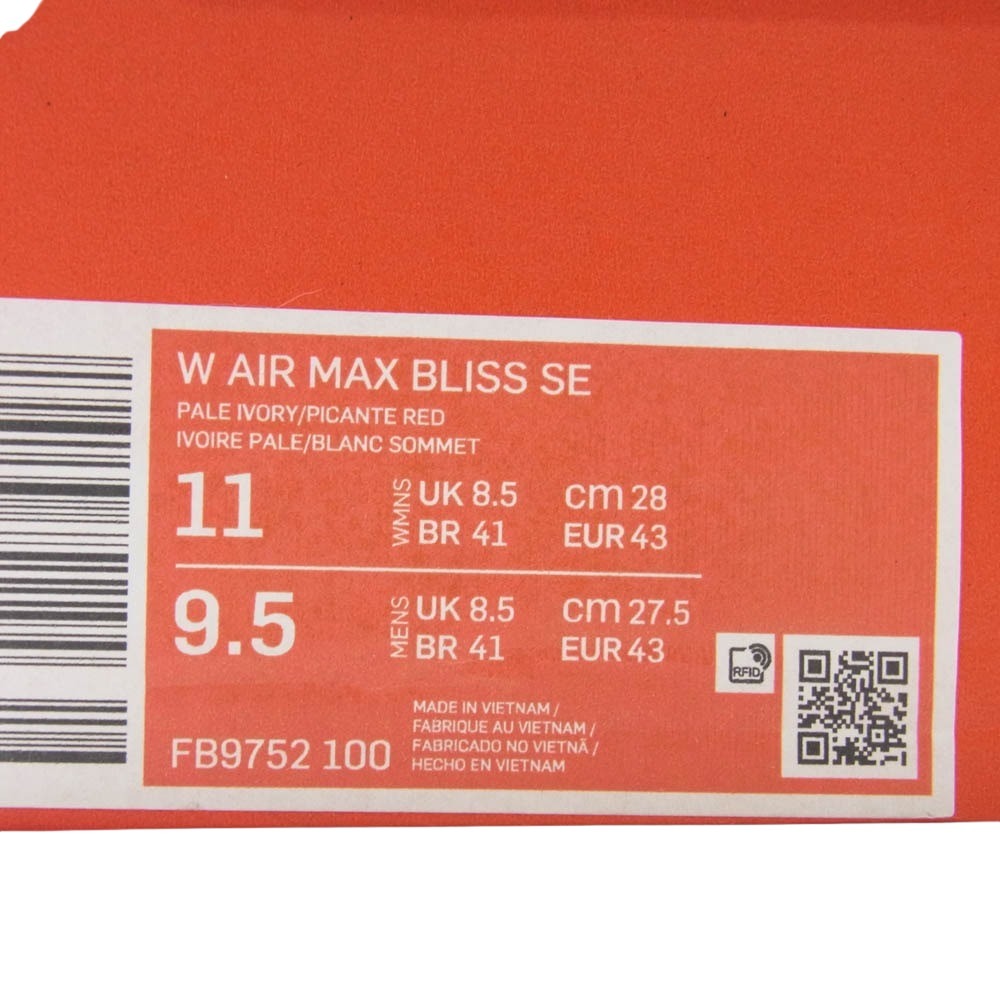 W AIR MAX BLISS SE
PALE IVORY/PICANTE RED
IVOIRE PALE/BLANC SOMMET
11 WMNS UK 8.5 cm 28
BR 41 EUR 43
9.5 MENS UK 8.5 cm 27.5
BR 41 EUR 43
RFID
FB9752 100
MADE IN VIETNAM /
FABRIQUE AU VIETNAM /
FABRICADO NO VIETNÃ /
HECHO EN VIETNAM